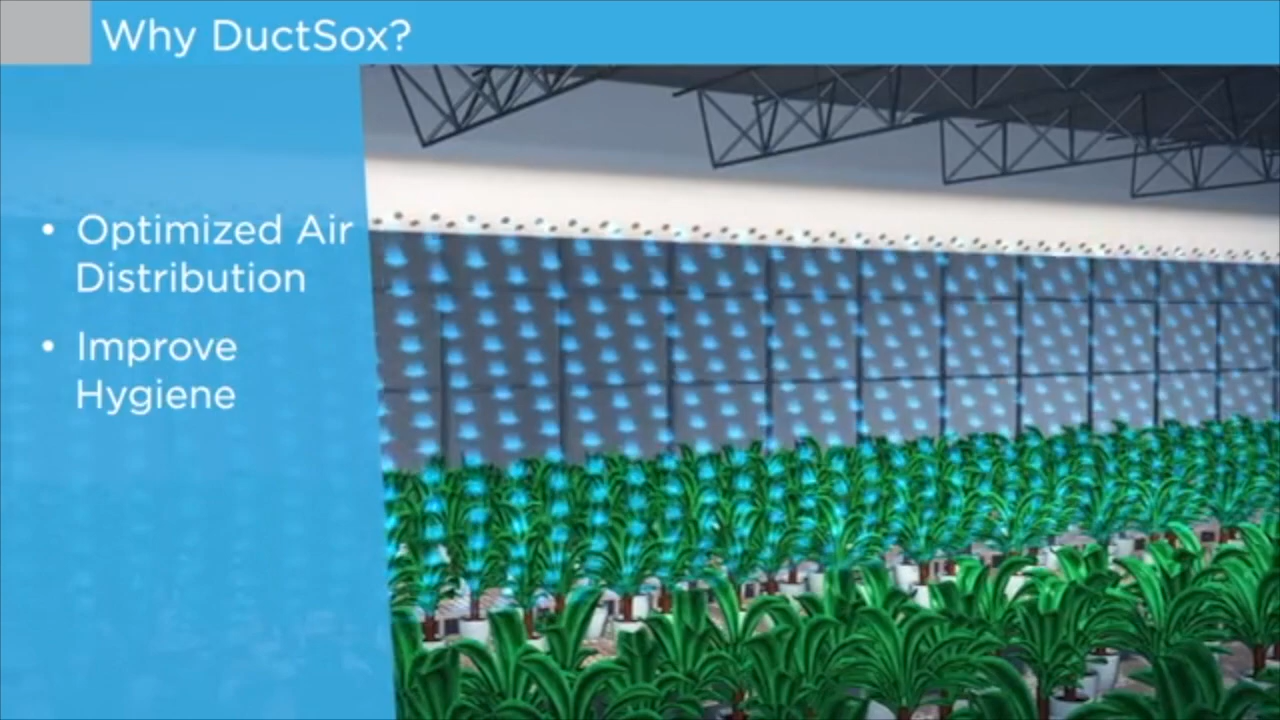 Why DuctSox?
• Optimized Air
Distribution
• Improve
Hygiene